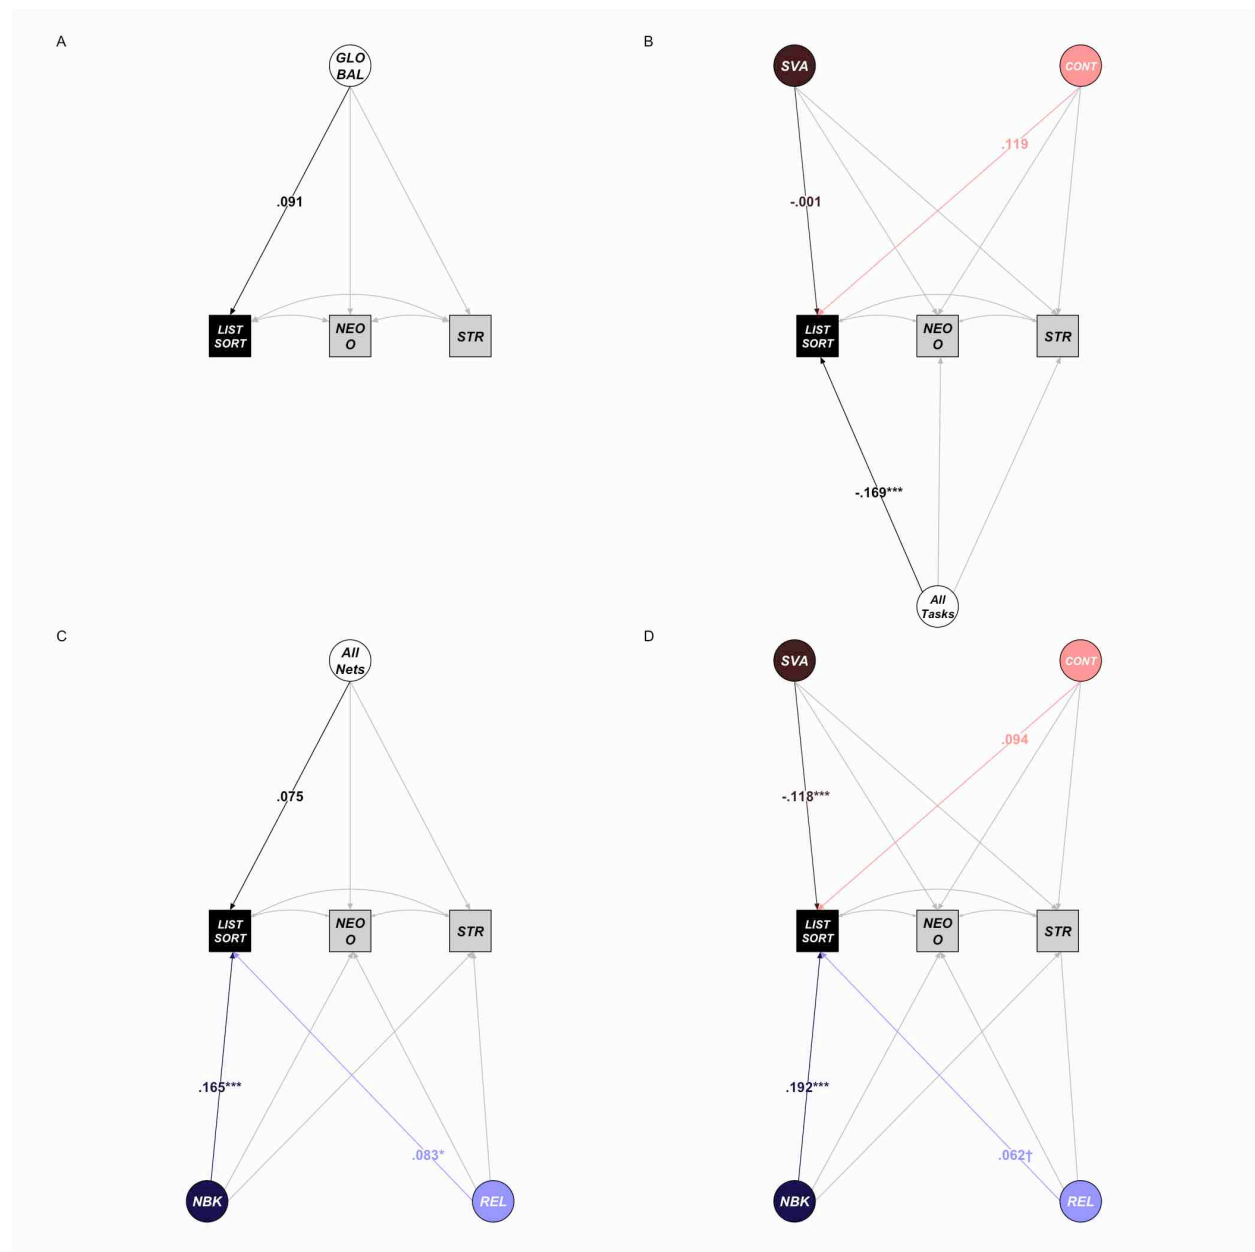 A
GLO
BAL
.091
LIST
SORT
NEO
O
STR
B
SVA
CONT
.119
-.001
LIST
SORT
NEO
O
STR
-.169***
All
Tasks
C
All
Nets
.075
LIST
SORT
NEO
O
STR
.165***
.083*
NBK
REL
D
SVA
CONT
.094
-.118***
LIST
SORT
NEO
O
STR
.192***
.062†
NBK
REL